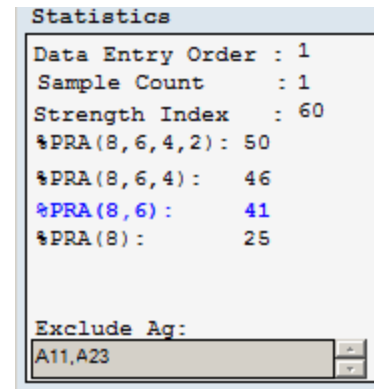 Statistics
Data Entry Order : 1
Sample Count : 1
Strength Index : 60
%PRA(8,6,4,2): 50
%PRA(8,6,4): 46
%PRA(8,6): 41
%PRA(8): 25
Exclude Ag:
A11,A23